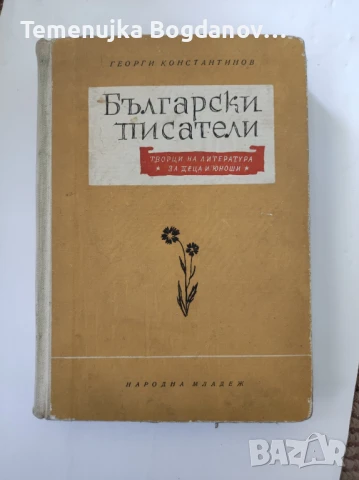 Temenujka Bogdanov...
ГЕОРГИ КОНСТАНТИНОВ
Български
писатели
ТВОРЦИ НА ЛИТЕРАТУРА
ЗА ДЕЦА И ЮНОШИ
НАРОДНА МЛАДЕЖ
BAZAR